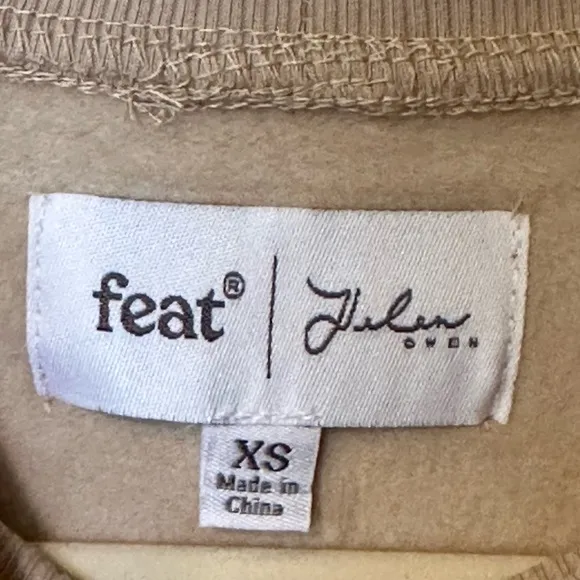 feat®
Helen
OWEN
XS
Made in
China